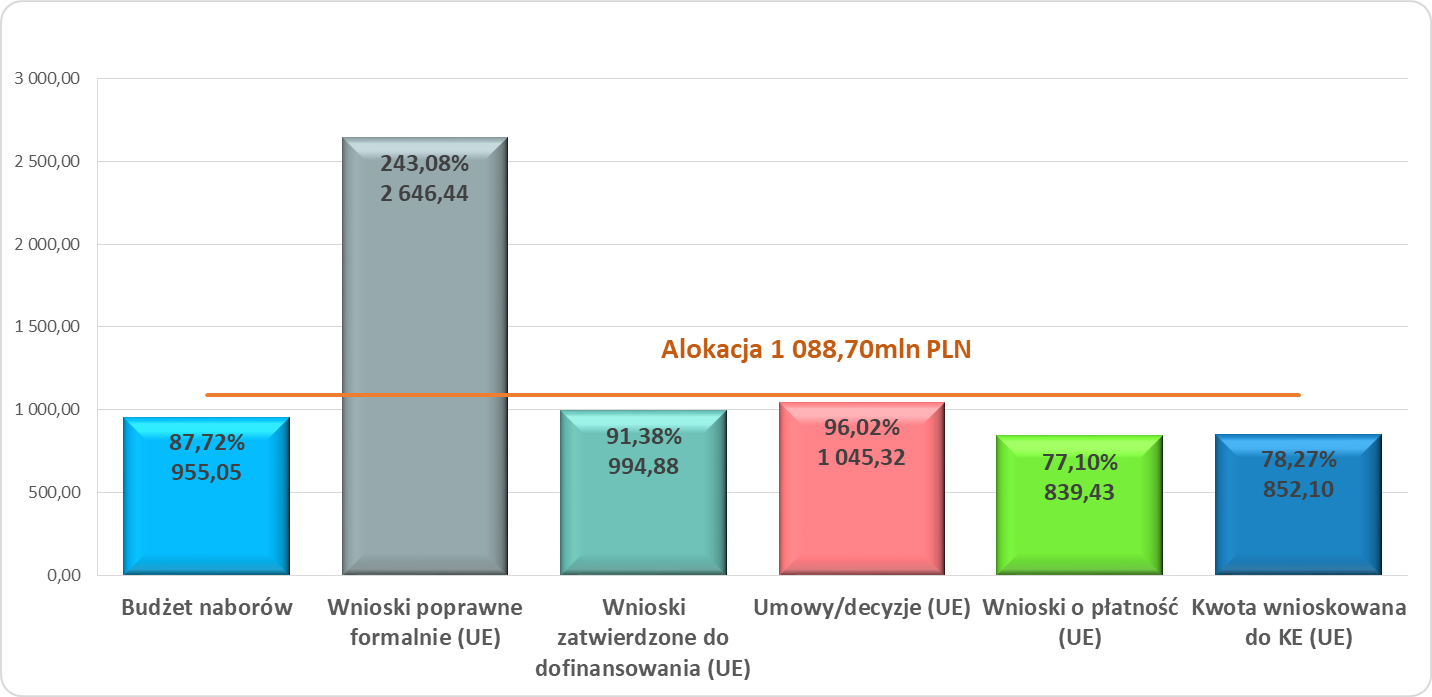 3 000,00
2 500,00
2 000,00
1 500,00
1 000,00
500,00
0,00
243,08%
2 646,44
Alokacja 1 088,70mln PLN
87,72%
955,05
91,38%
994,88
96,02%
1 045,32
77,10%
839,43
78,27%
852,10
Budżet naborów
Wnioski poprawne
formalnie (UE)
Wnioski
zatwierdzone do
dofinansowania (UE)
Umowy/decyzje (UE)
Wnioski o płatność
(UE)
Kwota wnioskowana
do KE (UE)